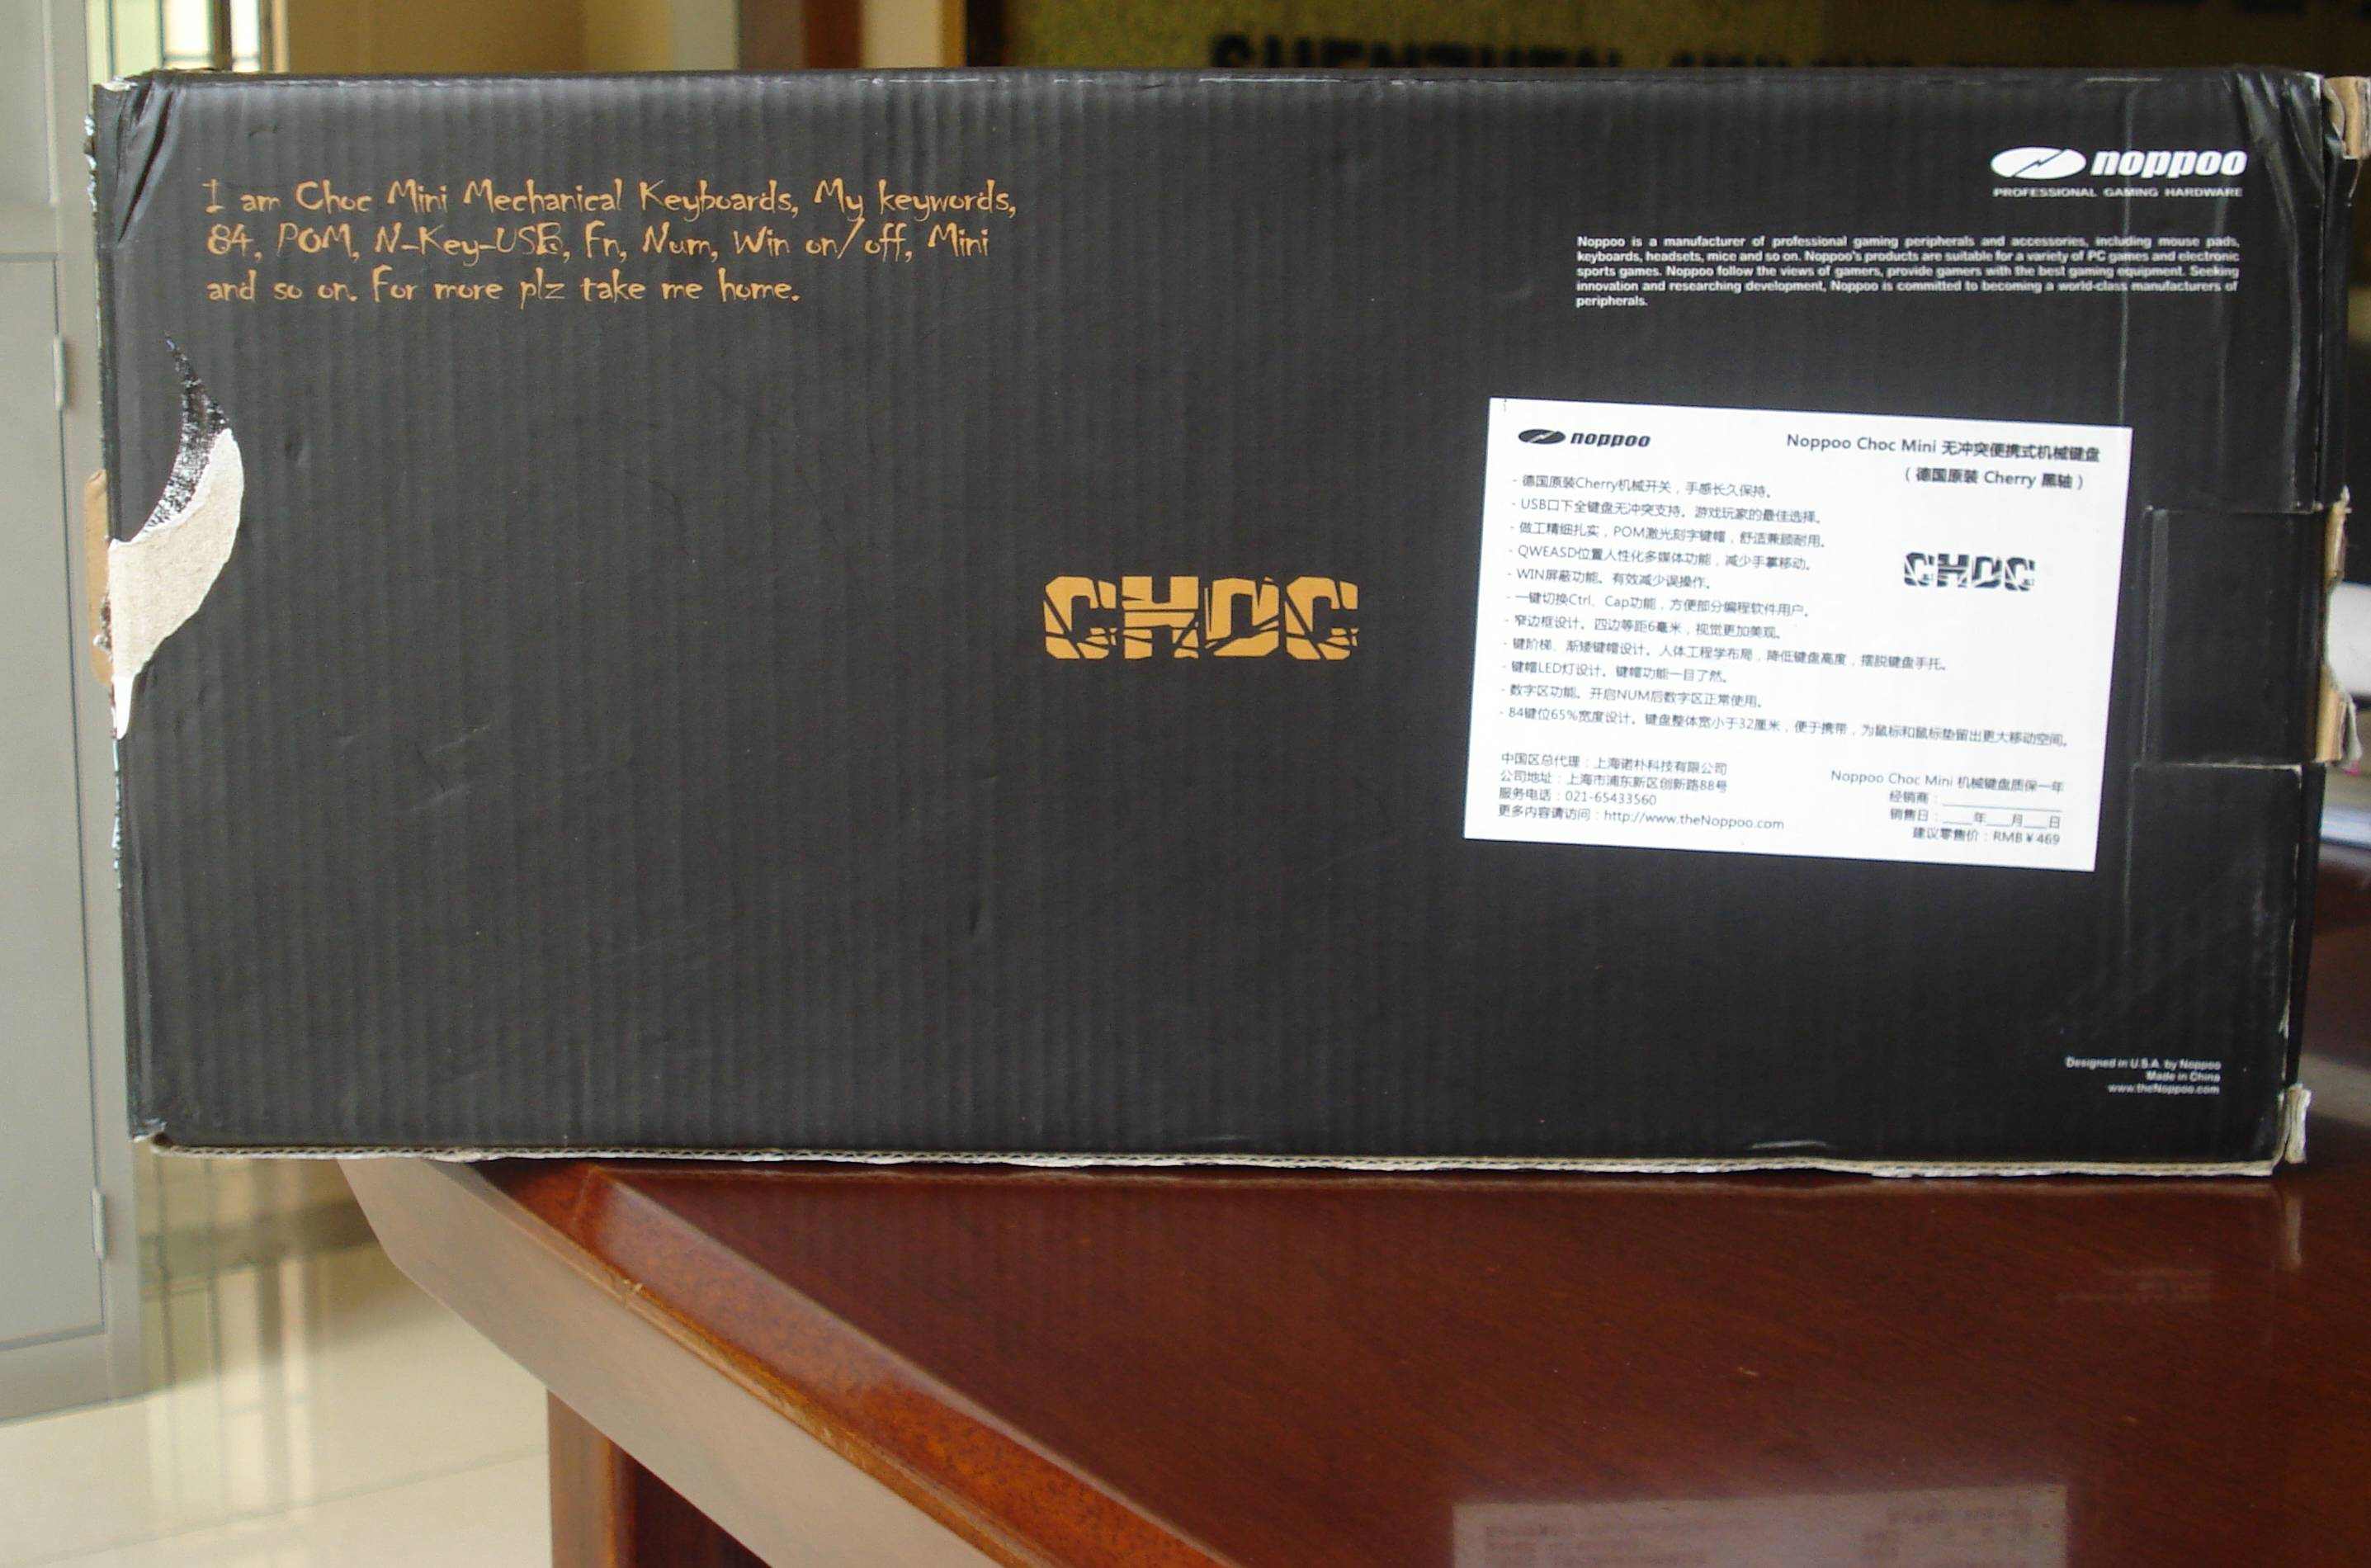 I am Choc Mini Mechanical Keyboards, My keywords,
84, POM, N-Key-USB, Fn, Num, Win on/off, Mini
and so on. For more plz take me home.
noppoo
PROFESSIONAL GAMING HARDWARE
Noppoo is a manufacturer of professional gaming peripherals and accessories, including mouse pads,
keyboards, headsets, mice and so on. Noppoo's products are suitable for a variety of PC games and electronic
sports games. Noppoo follow the views of gamers, provide gamers with the best gaming equipment. Seeking
innovation and researching development, Noppoo is committed to becoming a world-class manufacturers of
peripherals.
CHOC
noppoo
Noppoo Choc Mini 无冲突便携式机械键盘
（德国原装 Cherry 黑轴）
- 德国原装Cherry机械开关，手感长久保持。
- USB口下全键盘无冲突支持。游戏玩家的最佳选择。
- 做工精细扎实，POM激光刻字键帽，舒适兼顾耐用。
- QWEASD位置人性化多媒体功能，减少手掌移动。
- WIN屏蔽功能。有效减少误操作。
- 一键切换Ctrl、Cap功能，方便部分编程软件用户。
- 窄边框设计。四边等距6毫米，视觉更加美观。
- 键阶梯、渐矮键帽设计。人体工程学布局，降低键盘高度，摆脱键盘手托。
- 键帽LED灯设计。键帽功能一目了然。
- 数字区功能。开启NUM后数字区正常使用。
- 84键位65%宽度设计。键盘整体宽小于32厘米，便于携带，为鼠标和鼠标垫留出更大移动空间。
CHOC
中国区总代理：上海诺朴科技有限公司
公司地址：上海市浦东新区创新路88号
服务电话：021-65433560
更多内容请访问：http://www.theNoppoo.com
Noppoo Choc Mini 机械键盘质保一年
经销商：
销售日：____年____月____日
建议零售价：RMB￥469
Designed in U.S.A. by Noppoo
Made in China
www.theNoppoo.com